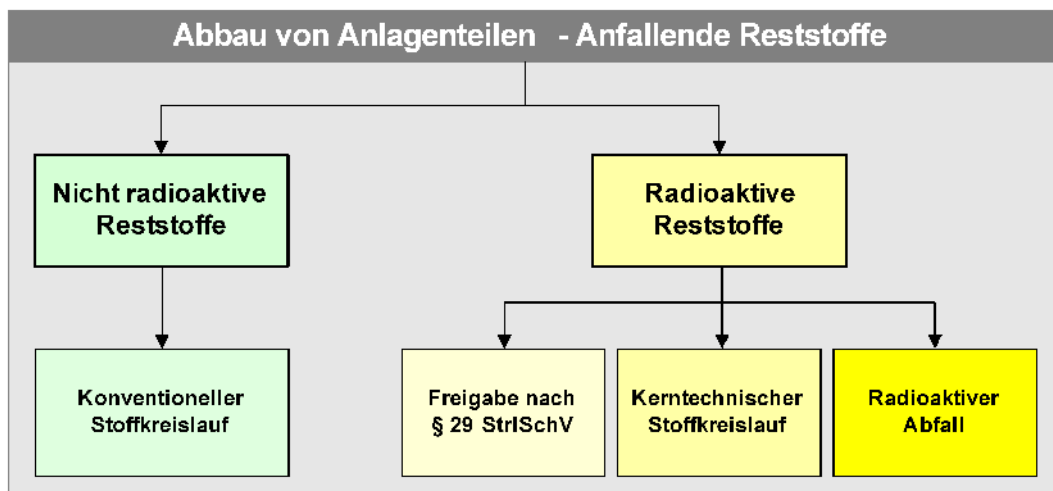 Abbau von Anlagenteilen - Anfallende Reststoffe
Nicht radioaktive
Reststoffe
Radioaktive
Reststoffe
Konventioneller
Stoffkreislauf
Freigabe nach
§ 29 StrlSchV
Kerntechnischer
Stoffkreislauf
Radioaktiver
Abfall